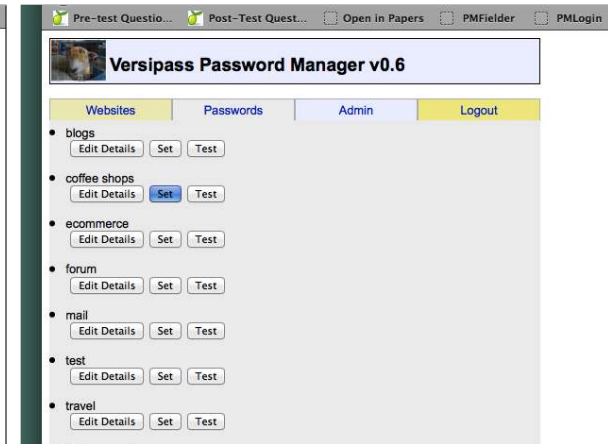 Pre-test Questio... Post-Test Quest... Open in Papers PMFielder PMLogin
Versipass Password Manager v0.6
Websites Passwords Admin Logout
blogs
Edit Details Set Test
coffee shops
Edit Details Set Test
ecommerce
Edit Details Set Test
forum
Edit Details Set Test
mail
Edit Details Set Test
test
Edit Details Set Test
travel
Edit Details Set Test